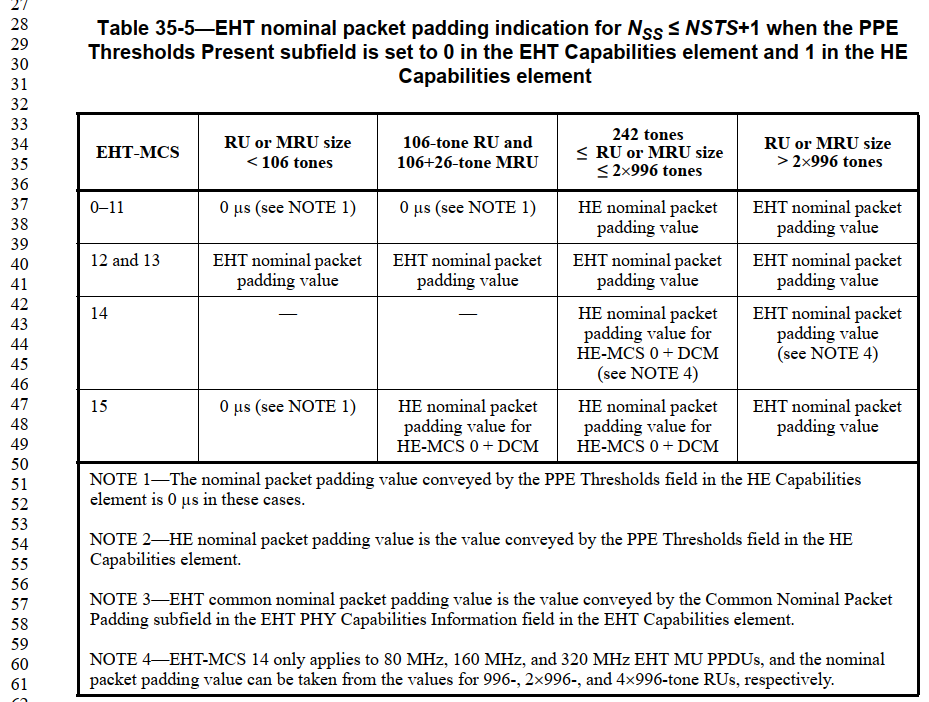 27
28
29
30
31
32
33
34
35
36
37
38
39
40
41
42
43
44
45
46
47
48
49
50
51
52
53
54
55
56
57
58
59
60
61
Table 35-5—EHT nominal packet padding indication for NSS ≤ NSTS+1 when the PPE
Thresholds Present subfield is set to 0 in the EHT Capabilities element and 1 in the HE
Capabilities element
EHT-MCS
RU or MRU size
< 106 tones
106-tone RU and
106+26-tone MRU
242 tones
≤ RU or MRU size
≤ 2×996 tones
RU or MRU size
> 2×996 tones
0–11
0 µs (see NOTE 1)
0 µs (see NOTE 1)
HE nominal packet
padding value
EHT nominal packet
padding value
12 and 13
EHT nominal packet
padding value
EHT nominal packet
padding value
EHT nominal packet
padding value
EHT nominal packet
padding value
14
—
—
HE nominal packet
padding value for
HE-MCS 0 + DCM
(see NOTE 4)
EHT nominal packet
padding value
(see NOTE 4)
15
0 µs (see NOTE 1)
HE nominal packet
padding value for
HE-MCS 0 + DCM
HE nominal packet
padding value for
HE-MCS 0 + DCM
EHT nominal packet
padding value
NOTE 1—The nominal packet padding value conveyed by the PPE Thresholds field in the HE Capabilities
element is 0 µs in these cases.
NOTE 2—HE nominal packet padding value is the value conveyed by the PPE Thresholds field in the HE
Capabilities element.
NOTE 3—EHT common nominal packet padding value is the value conveyed by the Common Nominal Packet
Padding subfield in the EHT PHY Capabilities Information field in the EHT Capabilities element.
NOTE 4—EHT-MCS 14 only applies to 80 MHz, 160 MHz, and 320 MHz EHT MU PPDUs, and the nominal
packet padding value can be taken from the values for 996-, 2×996-, and 4×996-tone RUs, respectively.